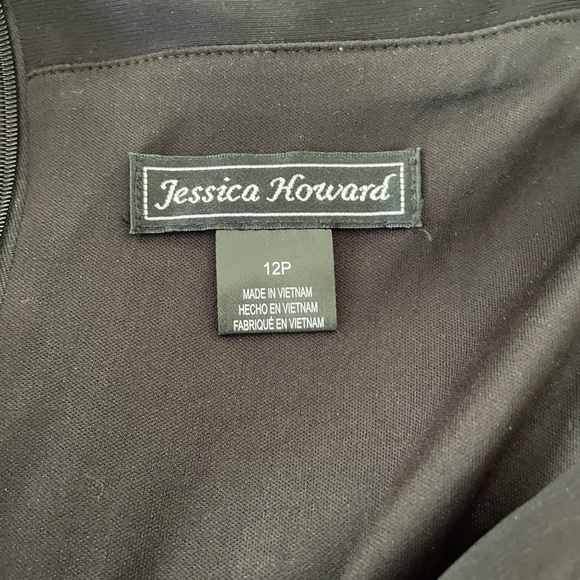 Jessica Howard
12P
MADE IN VIETNAM
HECHO EN VIETNAM
FABRIQUÉ EN VIETNAM